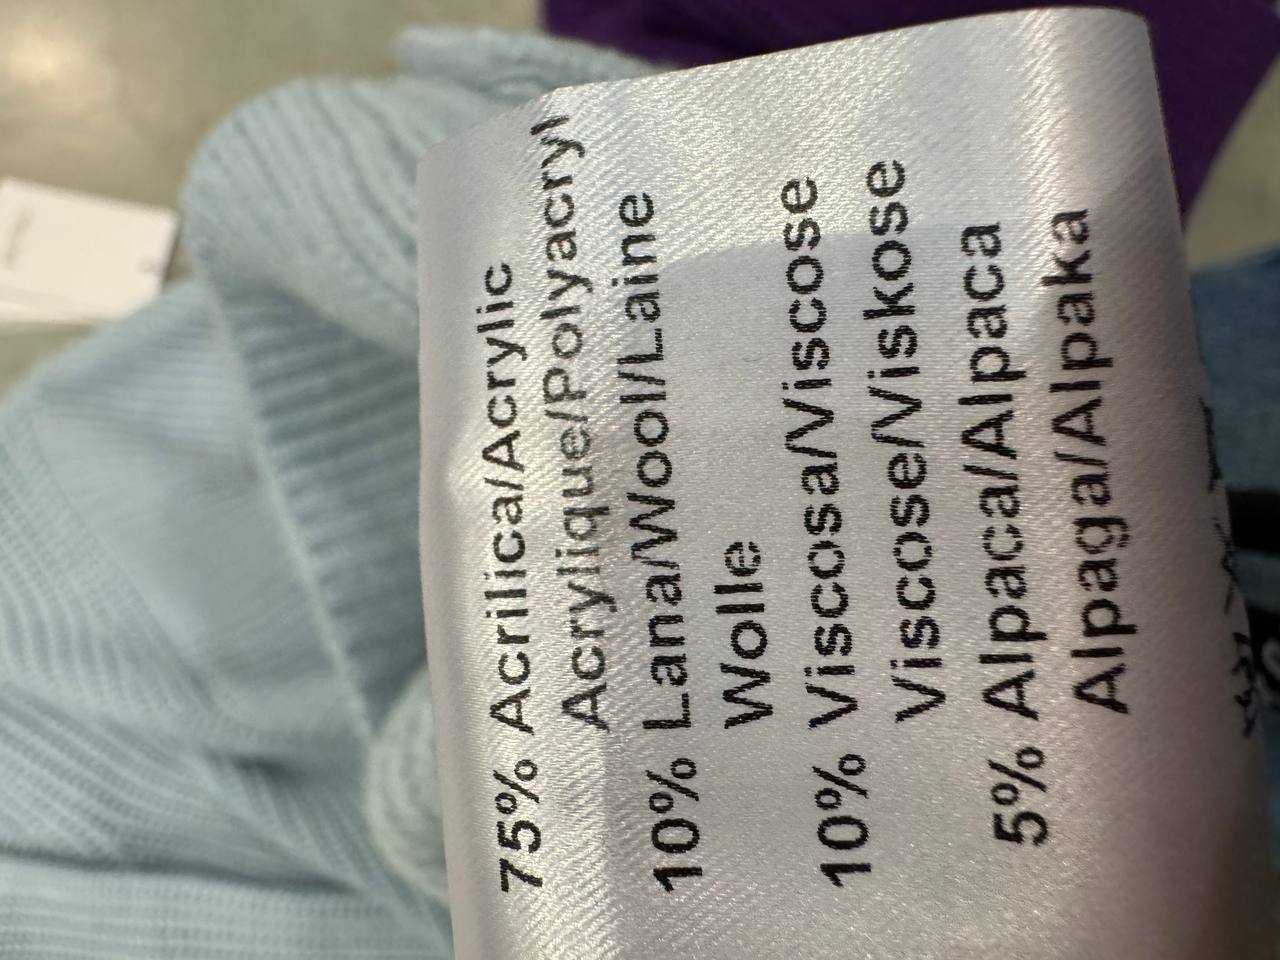 75% Acrilica/Acrylic
Acrylique/Polyacryl
10% Lana/Wool/Laine
Wolle
10% Viscosa/Viscose
Viscose/Viskose
5% Alpaca/Alpaca
Alpaga/Alpaka